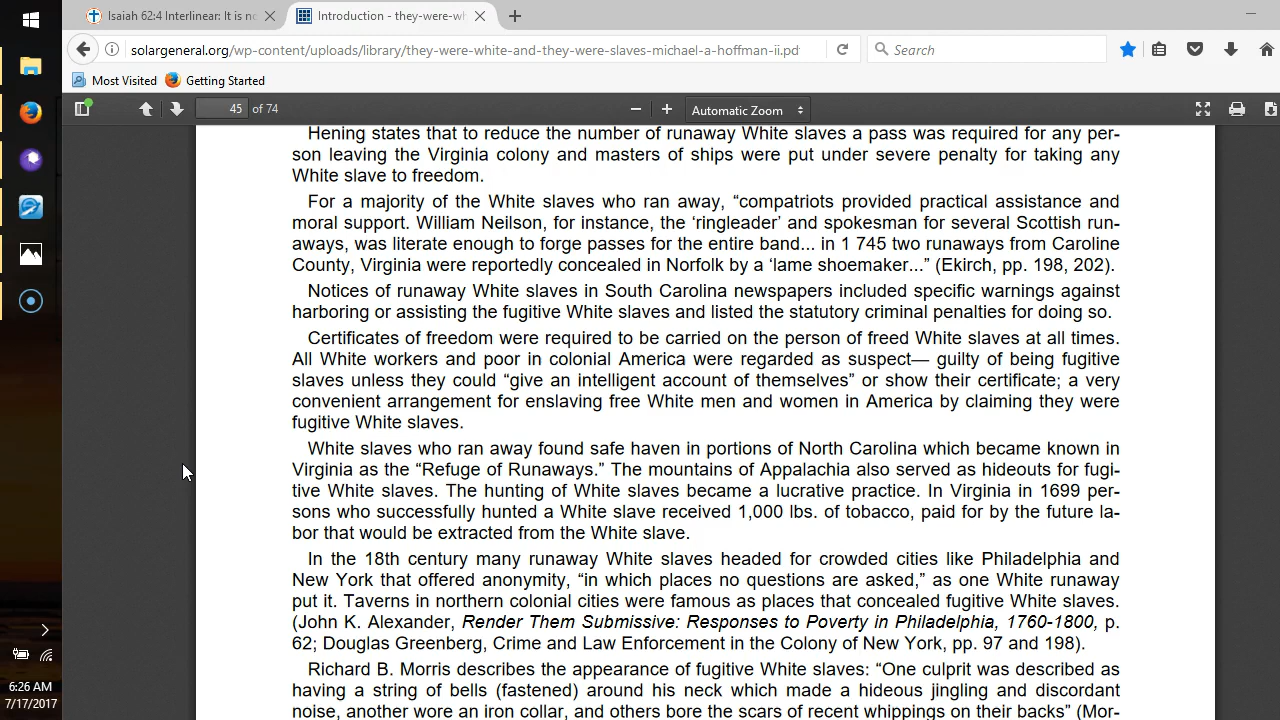 Isaiah 62:4 Interlinear: It is no
Introduction - they-were-wh
solargeneral.org/wp-content/uploads/library/they-were-white-and-they-were-slaves-michael-a-hoffman-ii.pdf
Search
Most Visited
Getting Started
45 of 74
Automatic Zoom
Hening states that to reduce the number of runaway White slaves a pass was required for any per-
son leaving the Virginia colony and masters of ships were put under severe penalty for taking any
White slave to freedom.
For a majority of the White slaves who ran away, “compatriots provided practical assistance and
moral support. William Neilson, for instance, the ‘ringleader’ and spokesman for several Scottish run-
aways, was literate enough to forge passes for the entire band... in 1 745 two runaways from Caroline
County, Virginia were reportedly concealed in Norfolk by a ‘lame shoemaker...” (Ekirch, pp. 198, 202).
Notices of runaway White slaves in South Carolina newspapers included specific warnings against
harboring or assisting the fugitive White slaves and listed the statutory criminal penalties for doing so.
Certificates of freedom were required to be carried on the person of freed White slaves at all times.
All White workers and poor in colonial America were regarded as suspect— guilty of being fugitive
slaves unless they could “give an intelligent account of themselves” or show their certificate; a very
convenient arrangement for enslaving free White men and women in America by claiming they were
fugitive White slaves.
White slaves who ran away found safe haven in portions of North Carolina which became known in
Virginia as the “Refuge of Runaways.” The mountains of Appalachia also served as hideouts for fugi-
tive White slaves. The hunting of White slaves became a lucrative practice. In Virginia in 1699 per-
sons who successfully hunted a White slave received 1,000 lbs. of tobacco, paid for by the future la-
bor that would be extracted from the White slave.
In the 18th century many runaway White slaves headed for crowded cities like Philadelphia and
New York that offered anonymity, “in which places no questions are asked,” as one White runaway
put it. Taverns in northern colonial cities were famous as places that concealed fugitive White slaves.
(John K. Alexander, Render Them Submissive: Responses to Poverty in Philadelphia, 1760-1800, p.
62; Douglas Greenberg, Crime and Law Enforcement in the Colony of New York, pp. 97 and 198).
Richard B. Morris describes the appearance of fugitive White slaves: “One culprit was described as
having a string of bells (fastened) around his neck which made a hideous jingling and discordant
noise, another wore an iron collar, and others bore the scars of recent whippings on their backs” (Mor-
6:26 AM
7/17/2017